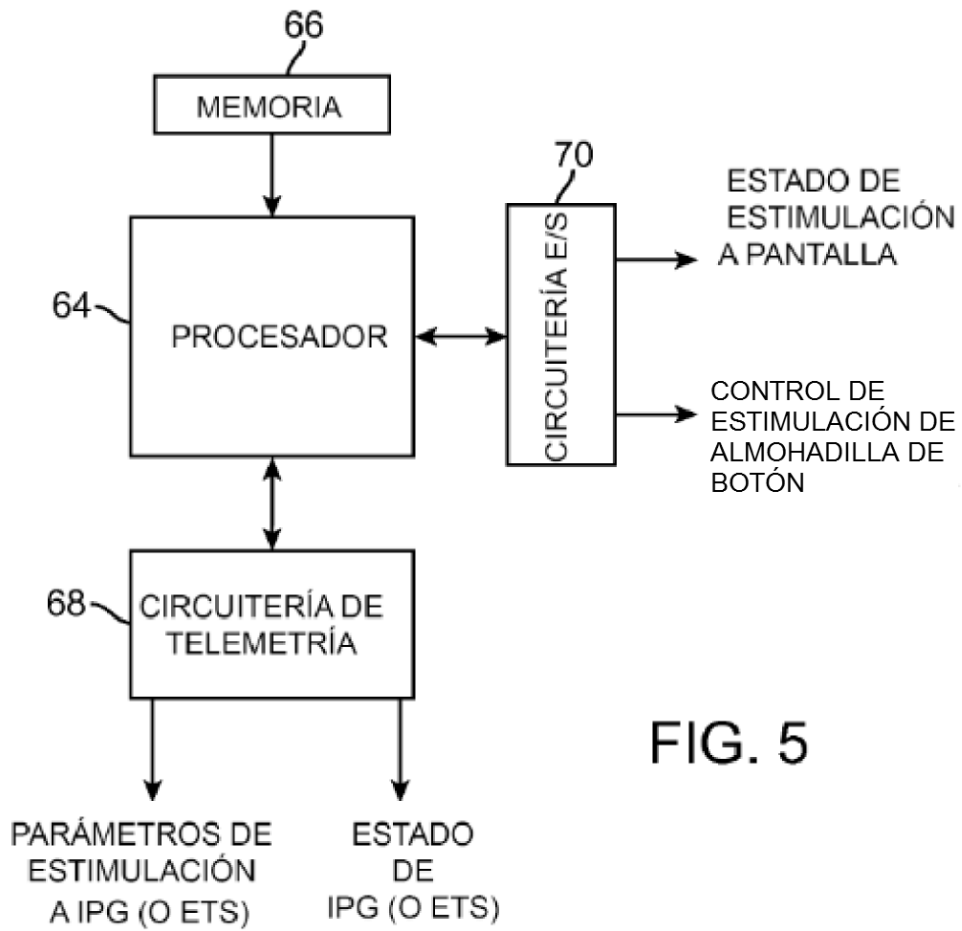 66
MEMORIA
70
ESTADO DE
ESTIMULACIÓN
A PANTALLA
64
PROCESADOR
CIRCUITERÍA E/S
CONTROL DE
ESTIMULACIÓN DE
ALMOHADILLA DE
BOTÓN
68
CIRCUITERÍA DE
TELEMETRÍA
FIG. 5
PARÁMETROS DE
ESTIMULACIÓN
A IPG (O ETS)
ESTADO
DE
IPG (O ETS)